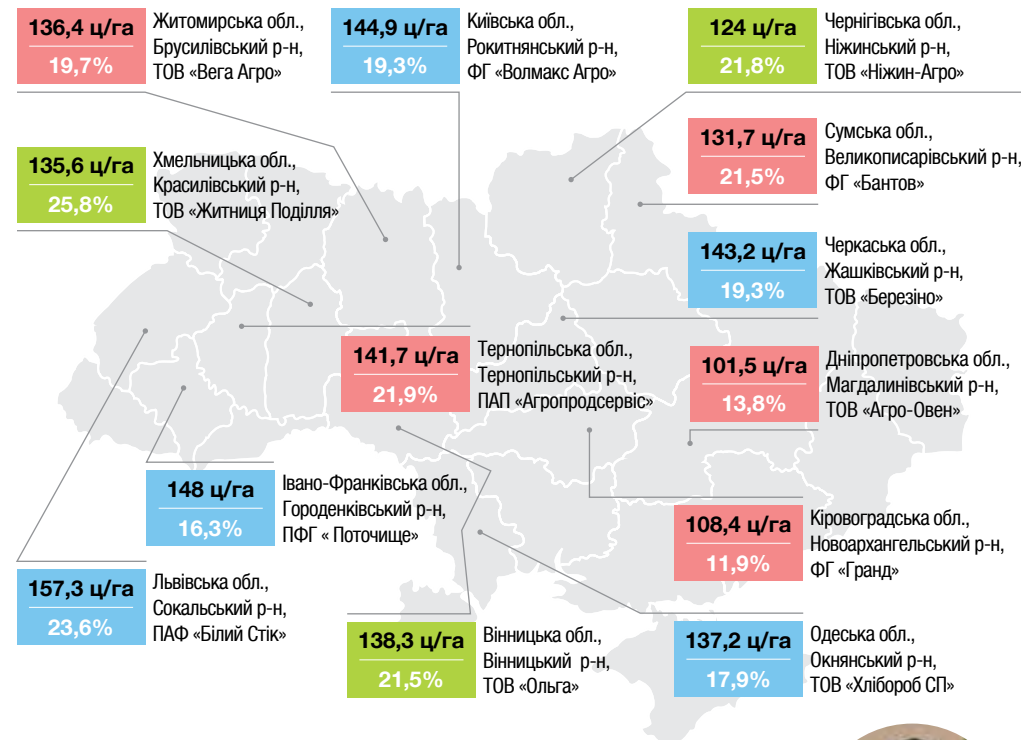 136,4 ц/га
19,7%
Житомирська обл.,
Брусилівський р-н,
ТОВ «Вега Агро»
144,9 ц/га
19,3%
Київська обл.,
Рокитнянський р-н,
ФГ «Волмакс Агро»
124 ц/га
21,8%
Чернігівська обл.,
Ніжинський р-н,
ТОВ «Ніжин-Агро»
131,7 ц/га
21,5%
Сумська обл.,
Великописарівський р-н,
ФГ «Бантов»
135,6 ц/га
25,8%
Хмельницька обл.,
Красилівський р-н,
ТОВ «Житниця Поділля»
143,2 ц/га
19,3%
Черкаська обл.,
Жашківський р-н,
ТОВ «Березіно»
141,7 ц/га
21,9%
Тернопільська обл.,
Тернопільський р-н,
ПАП «Агропродсервіс»
101,5 ц/га
13,8%
Дніпропетровська обл.,
Магдалинівський р-н,
ТОВ «Агро-Овен»
148 ц/га
16,3%
Івано-Франківська обл.,
Городенківський р-н,
ПФГ « Поточище»
108,4 ц/га
11,9%
Кіровоградська обл.,
Новоархангельський р-н,
ФГ «Гранд»
157,3 ц/га
23,6%
Львівська обл.,
Сокальський р-н,
ПАФ «Білий Стік»
138,3 ц/га
21,5%
Вінницька обл.,
Вінницький р-н,
ТОВ «Ольга»
137,2 ц/га
17,9%
Одеська обл.,
Окнянський р-н,
ТОВ «Хлібороб СП»